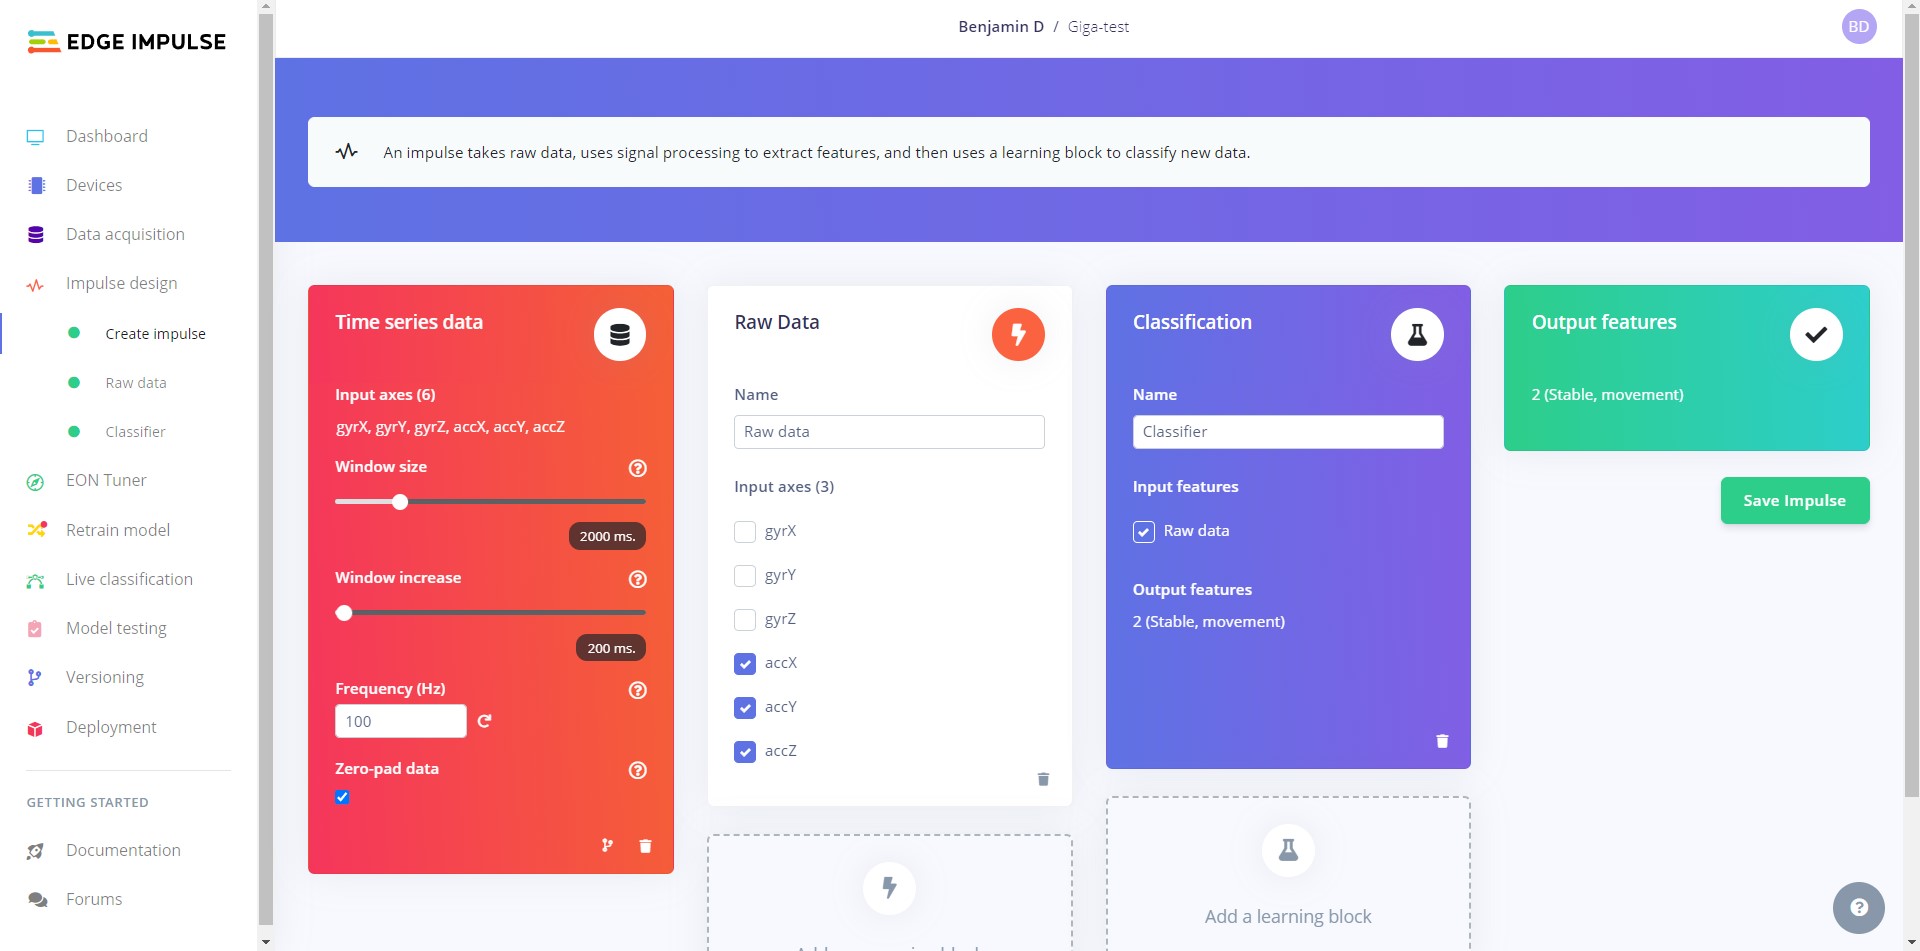 EDGE IMPULSE
Benjamin D / Giga-test
BD
Dashboard
Devices
Data acquisition
Impulse design
Create impulse
Raw data
Classifier
EON Tuner
Retrain model
Live classification
Model testing
Versioning
Deployment
GETTING STARTED
Documentation
Forums
An impulse takes raw data, uses signal processing to extract features, and then uses a learning block to classify new data.
Time series data
Input axes (6)
gyrX, gyrY, gyrZ, accX, accY, accZ
Window size
2000 ms.
Window increase
200 ms.
Frequency (Hz)
100
Zero-pad data
Raw Data
Name
Raw data
Input axes (3)
gyrX
gyrY
gyrZ
accX
accY
accZ
Classification
Name
Classifier
Input features
Raw data
Output features
2 (Stable, movement)
Add a learning block
Output features
2 (Stable, movement)
Save Impulse